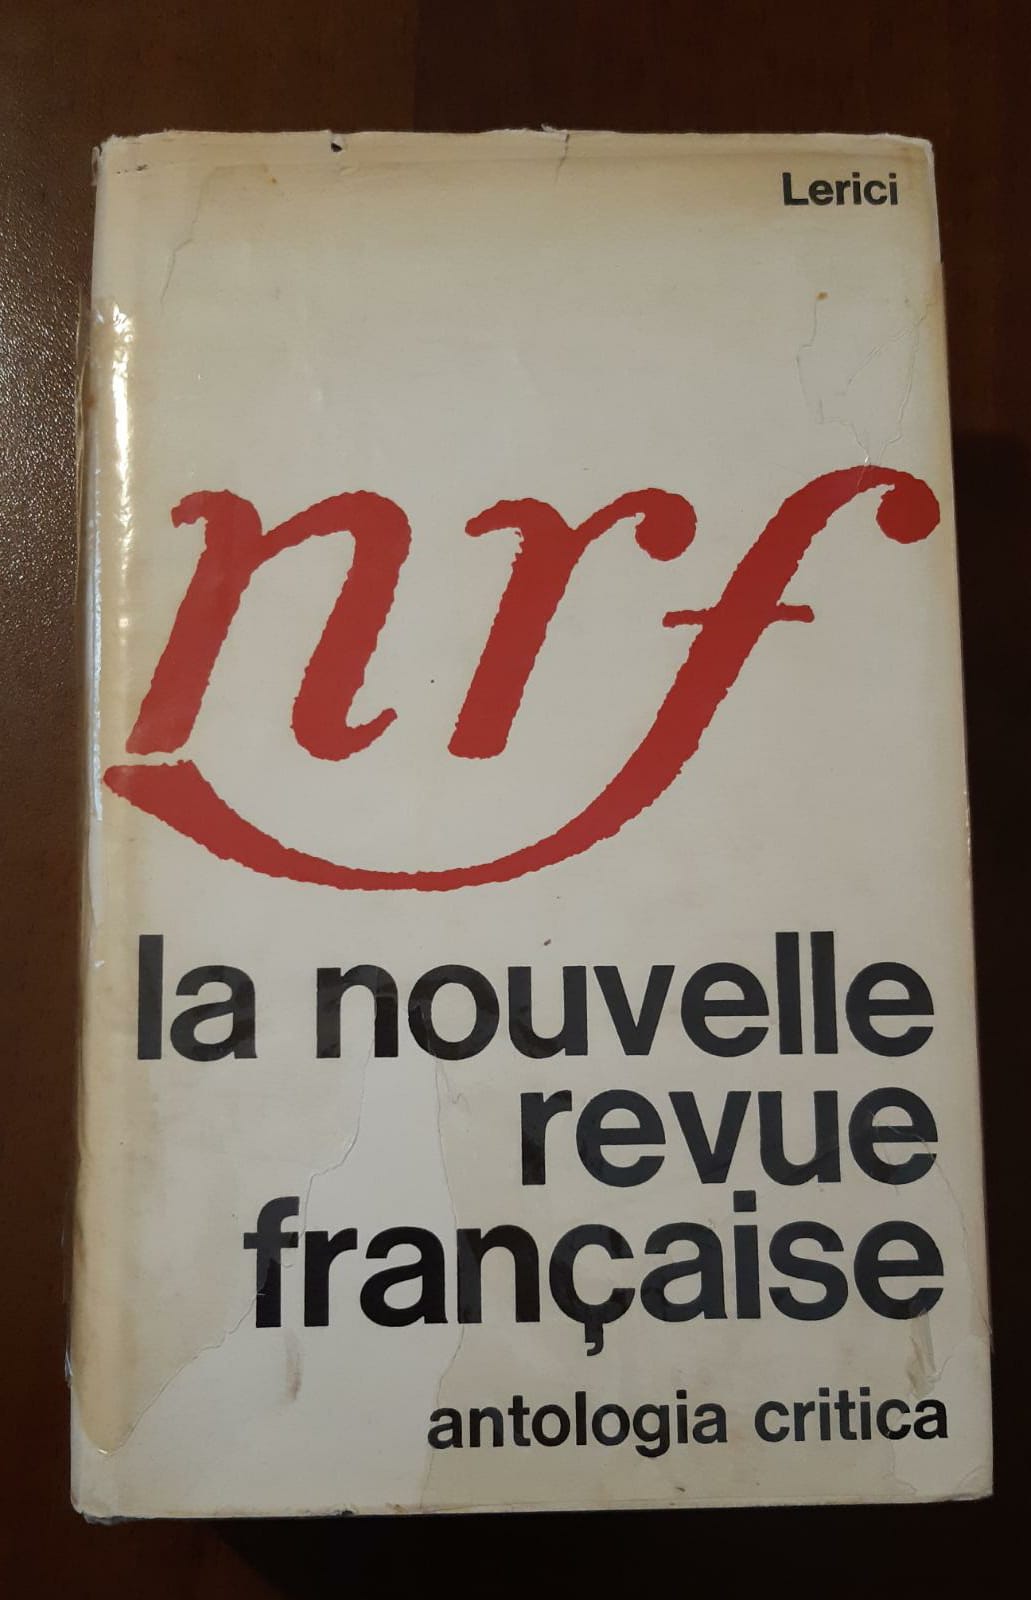 Lerici
nrf
la nouvelle
revue
française
antologia critica